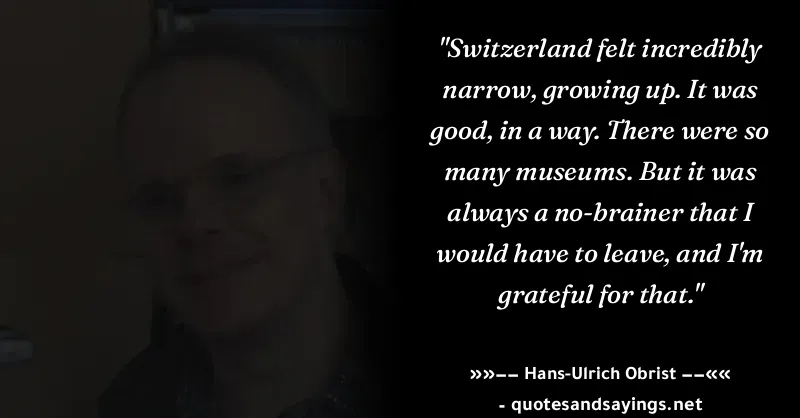 "Switzerland felt incredibly
narrow, growing up. It was
good, in a way. There were so
many museums. But it was
always a no-brainer that I
would have to leave, and I'm
grateful for that."
»»–– Hans-Ulrich Obrist ––««
- quotesandsayings.net